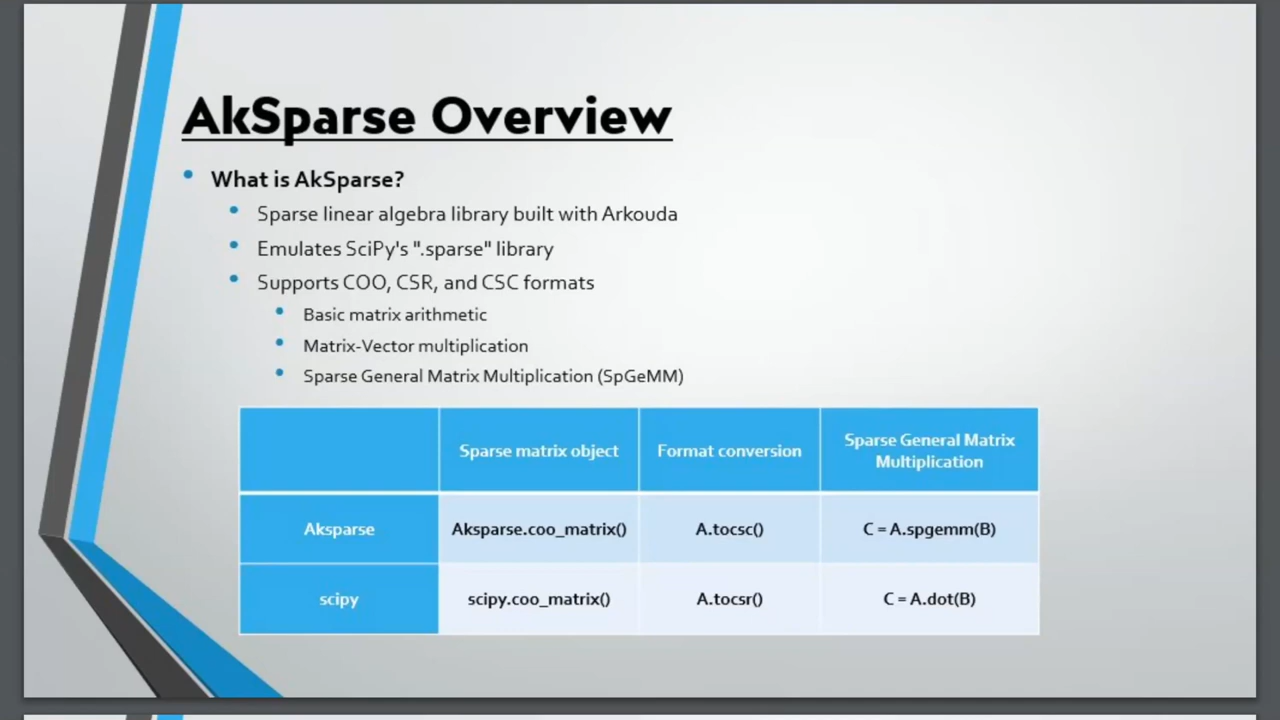 AkSparse Overview
What is AkSparse?
Sparse linear algebra library built with Arkouda
Emulates SciPy's ".sparse" library
Supports COO, CSR, and CSC formats
Basic matrix arithmetic
Matrix-Vector multiplication
Sparse General Matrix Multiplication (SpGeMM)
Sparse matrix object
Format conversion
Sparse General Matrix
Multiplication
Aksparse
Aksparse.coo_matrix()
A.tocsc()
C = A.spgemm(B)
scipy
scipy.coo_matrix()
A.tocsr()
C = A.dot(B)